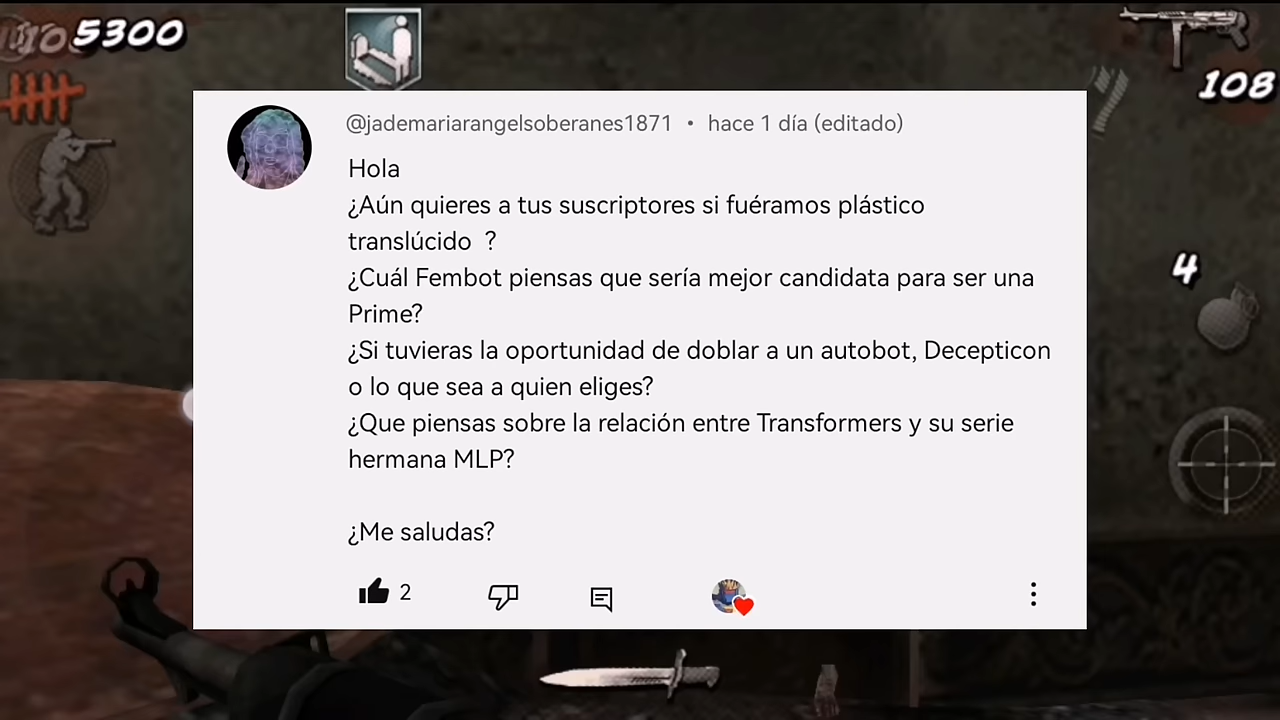 5300
108
@jademariarangelsoberanes1871 • hace 1 día (editado)
Hola
¿Aún quieres a tus suscriptores si fuéramos plástico
translúcido ?
¿Cuál Fembot piensas que sería mejor candidata para ser una
Prime?
¿Si tuvieras la oportunidad de doblar a un autobot, Decepticon
o lo que sea a quien eliges?
¿Que piensas sobre la relación entre Transformers y su serie
hermana MLP?
¿Me saludas?
2
4